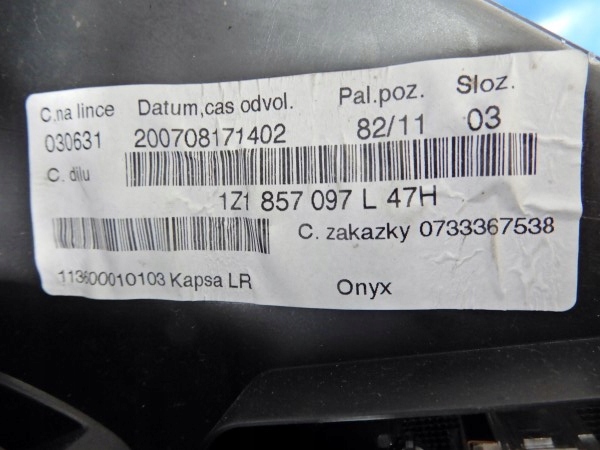 C.na lince Datum,cas odvol. Pal.poz. Sloz.
030631 200708171402 82/11 03
C. dilu
1Z1 857 097 L 47H
C. zakazky 0733367538
113600010103 Kapsa LR Onyx